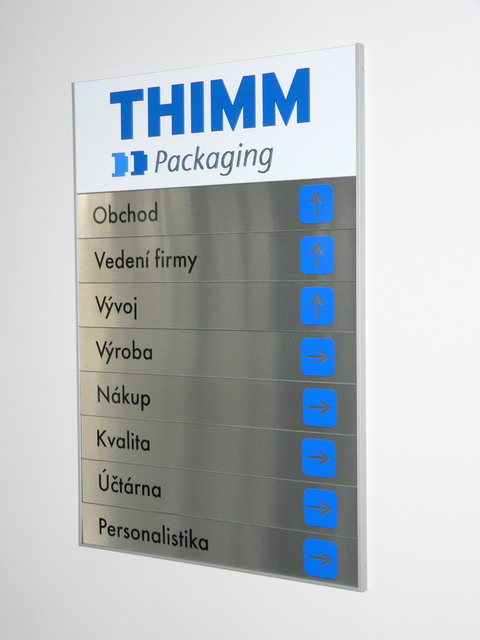 THIMM
Packaging
Obchod
Vedení firmy
Vývoj
Výroba
Nákup
Kvalita
Účtárna
Personalistika